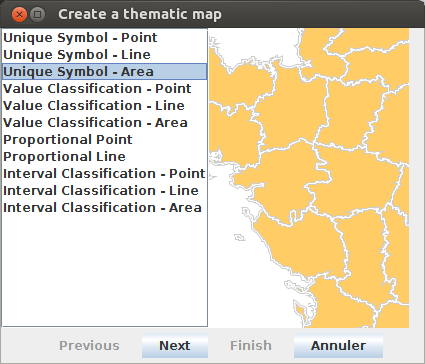 Create a thematic map
Unique Symbol - Point
Unique Symbol - Line
Unique Symbol - Area
Value Classification - Point
Value Classification - Line
Value Classification - Area
Proportional Point
Proportional Line
Interval Classification - Point
Interval Classification - Line
Interval Classification - Area
Previous Next Finish Annuler